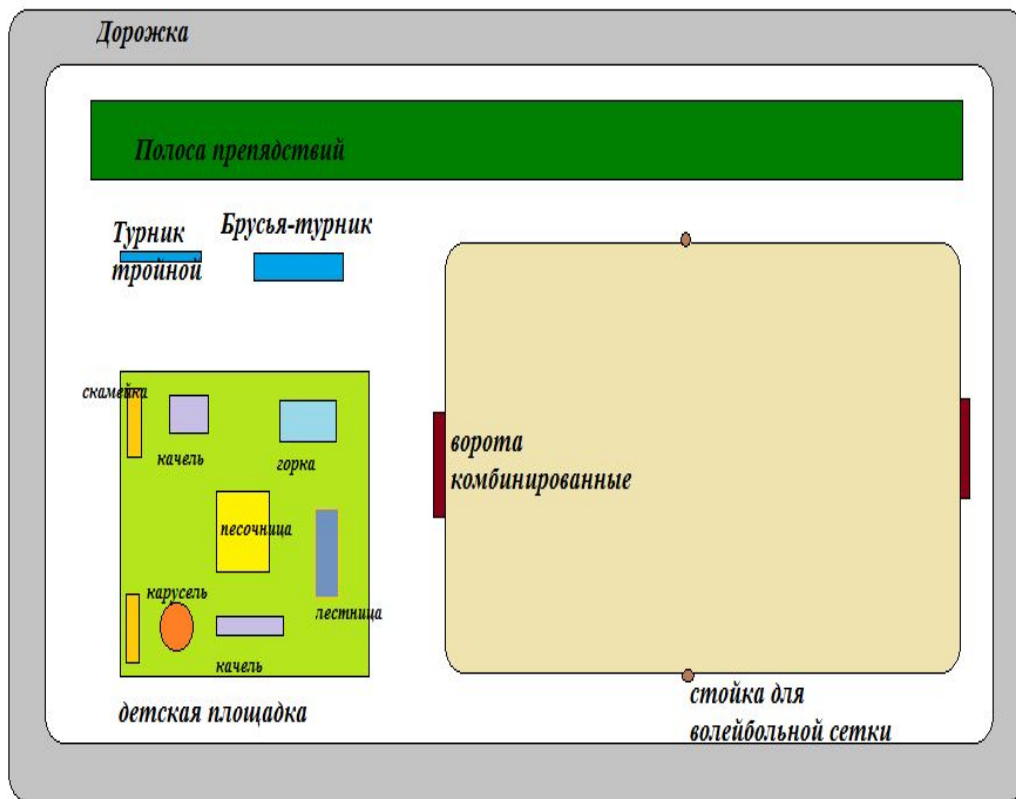 Дорожка
Полоса препядствий
Турник
тройной
Брусья-турник
скамейка
качель
горка
ворота
комбинированные
песочница
карусель
лестница
качель
детская площадка
стойка для
волейбольной сетки